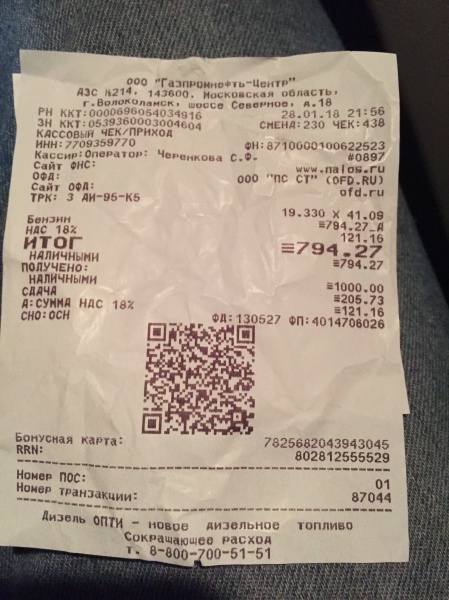 ООО "Газпромнефть-Центр"
АЗС №214, 143600, Московская область,
г.Волоколамск, шоссе Северное, д.18
РН ККТ:0000696054034916 28.01.18 21:56
ЗН ККТ:0539360003004604 СМЕНА:230 ЧЕК:438
КАССОВЫЙ ЧЕК/ПРИХОД
ИНН:7709359770 ФН:8710000100622523
Кассир:Оператор: Черенкова С.Ф. #0897
Сайт ФНС: www.nalog.ru
ОФД: ООО "ПС СТ" (OFD.RU)
Сайт ОФД: ofd.ru
ТРК: 3 АИ-95-К5
19.330 X 41.09
Бензин ≡794.27_А
НДС 18% 121.16
ИТОГ ≡794.27
НАЛИЧНЫМИ ≡794.27
ПОЛУЧЕНО:
НАЛИЧНЫМИ ≡1000.00
СДАЧА ≡205.73
А:СУММА НДС 18% ≡121.16
СНО:ОСН ФД:130527 ФП:4014706026
Бонусная карта: 7825682043943045
RRN: 802812555529
Номер ПОС: 01
Номер транзакции: 87044
Дизель ОПТИ - новое дизельное топливо
Сокращающее расход
Т. 8-800-700-51-51